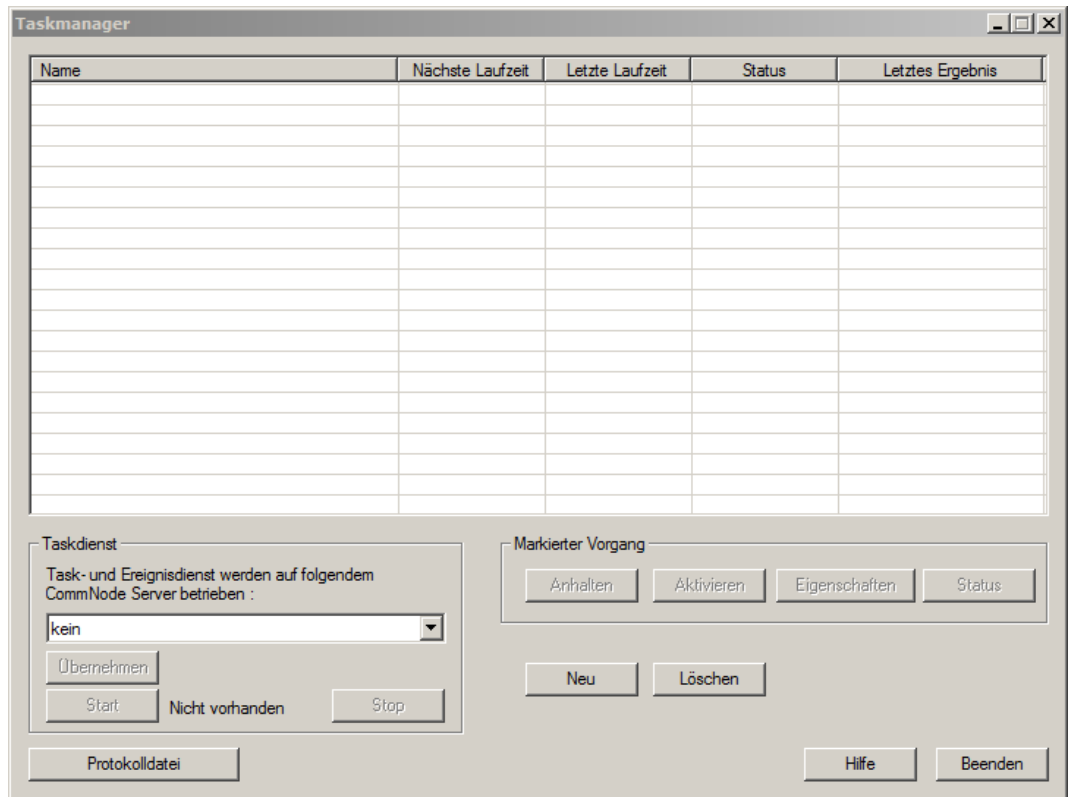 Taskmanager
Name Nächste Laufzeit Letzte Laufzeit Status Letztes Ergebnis
Taskdienst
Task- und Ereignisdienst werden auf folgendem
CommNode Server betrieben :
kein
Übernehmen
Start Nicht vorhanden Stop
Markierter Vorgang
Anhalten Aktivieren Eigenschaften Status
Neu Löschen
Protokolldatei Hilfe Beenden